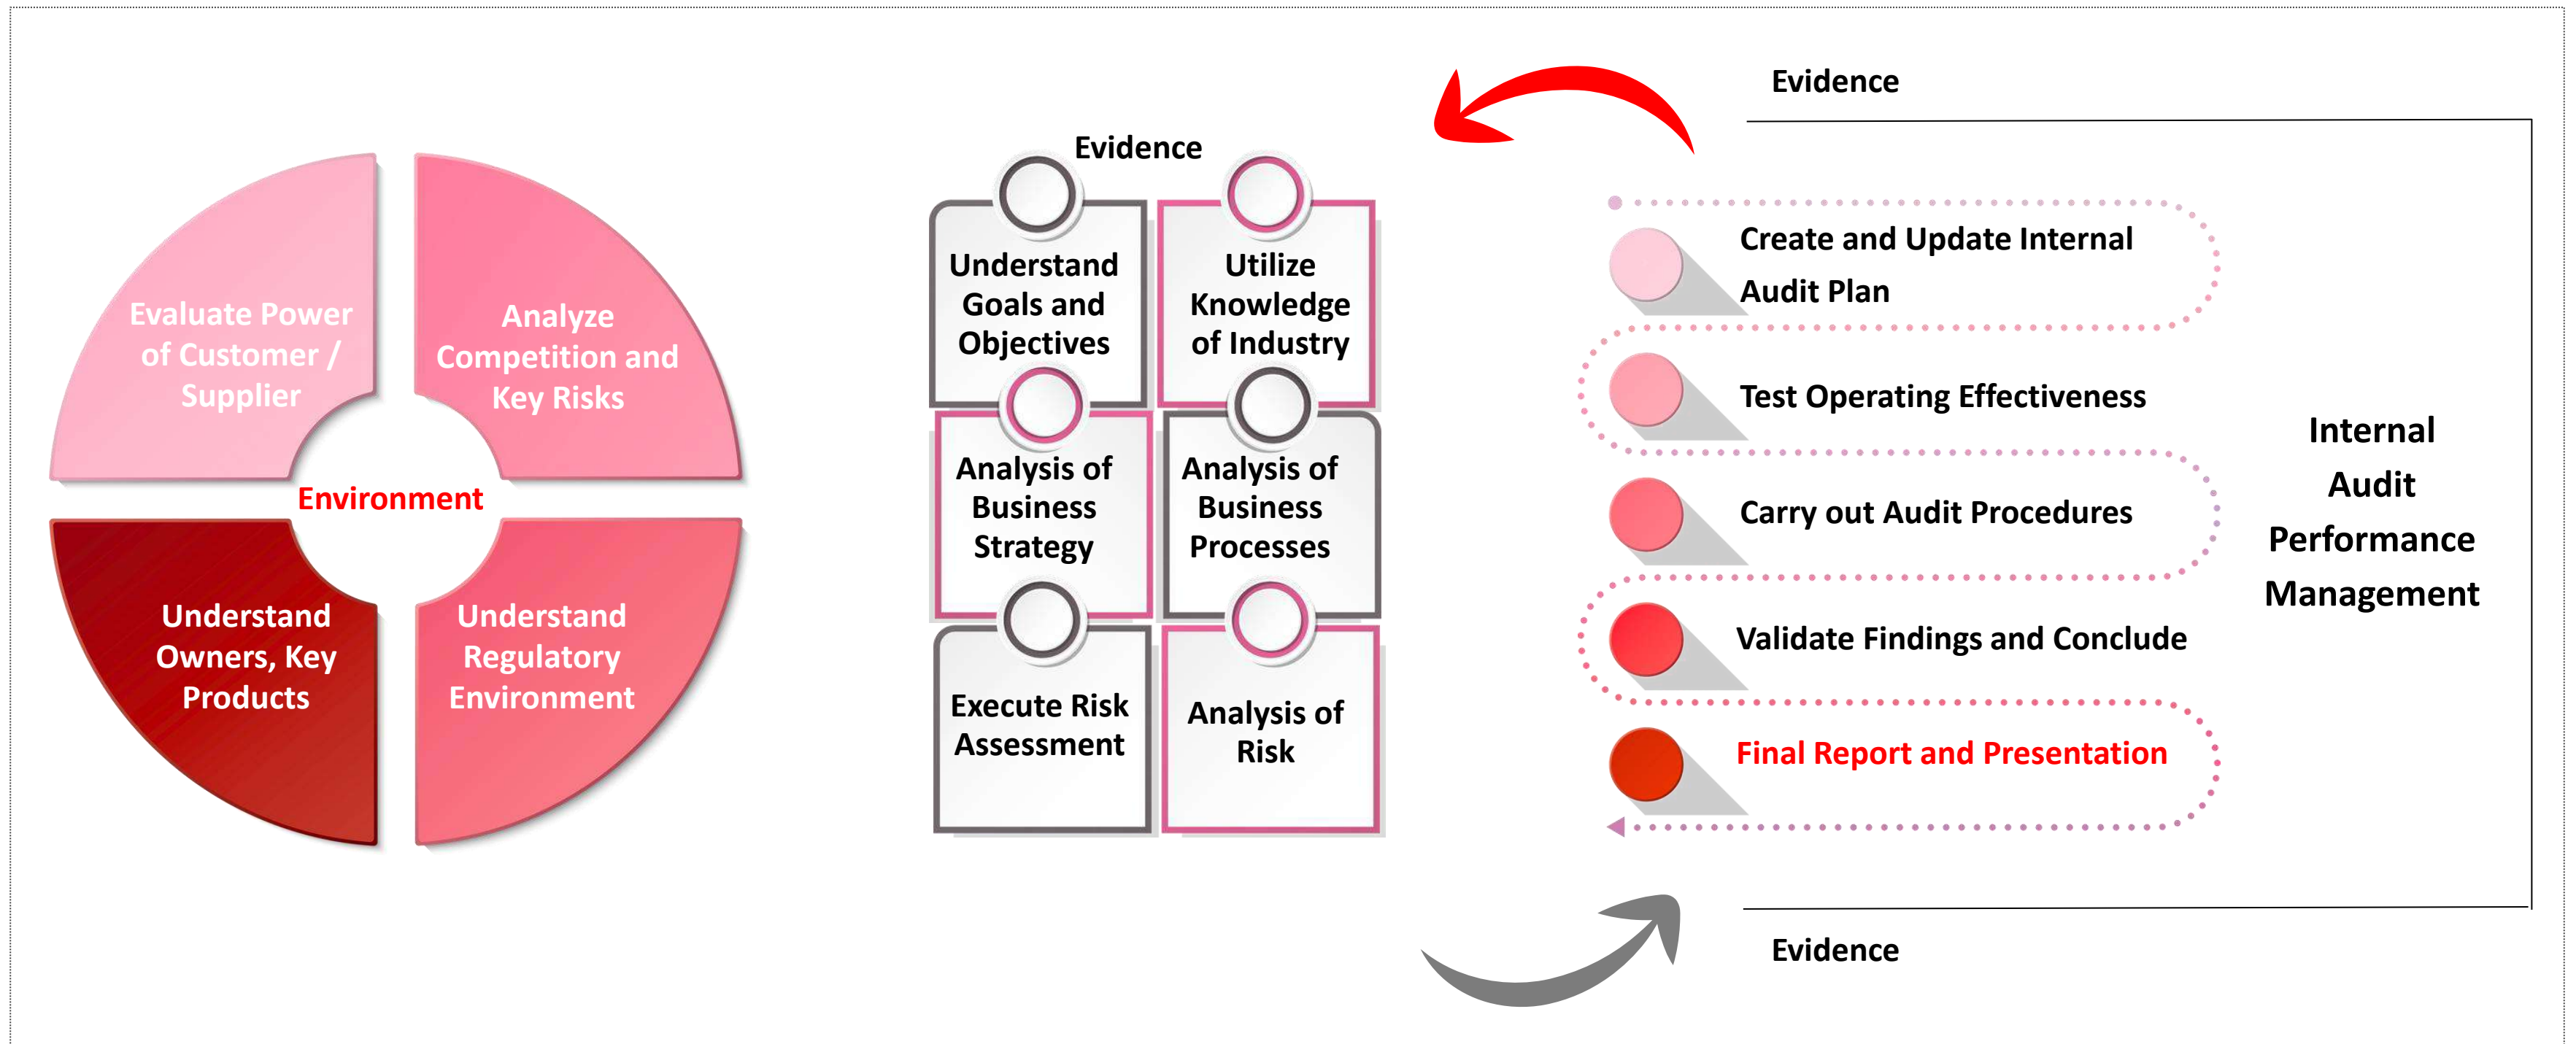 Evaluate Power
of Customer /
Supplier
Analyze
Competition and
Key Risks
Environment
Understand
Owners, Key
Products
Understand
Regulatory
Environment
Evidence
Understand
Goals and
Objectives
Utilize
Knowledge
of Industry
Analysis of
Business
Strategy
Analysis of
Business
Processes
Execute Risk
Assessment
Analysis of
Risk
Evidence
Create and Update Internal
Audit Plan
Test Operating Effectiveness
Carry out Audit Procedures
Validate Findings and Conclude
Final Report and Presentation
Internal
Audit
Performance
Management
Evidence